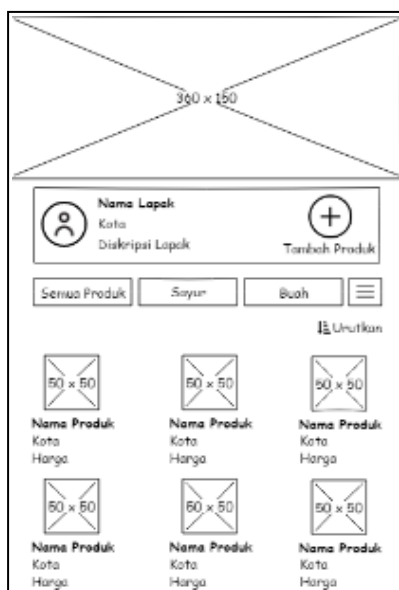 360 x 150
Nama Lapak
Kota
Diskripsi Lapak
Tambah Produk
Semua Produk
Sayur
Buah
Urutkan
50 x 50
50 x 50
50 x 50
Nama Produk
Nama Produk
Nama Produk
Kota
Kota
Kota
Harga
Harga
Harga
50 x 50
50 x 50
50 x 50
Nama Produk
Nama Produk
Nama Produk
Kota
Kota
Kota
Harga
Harga
Harga